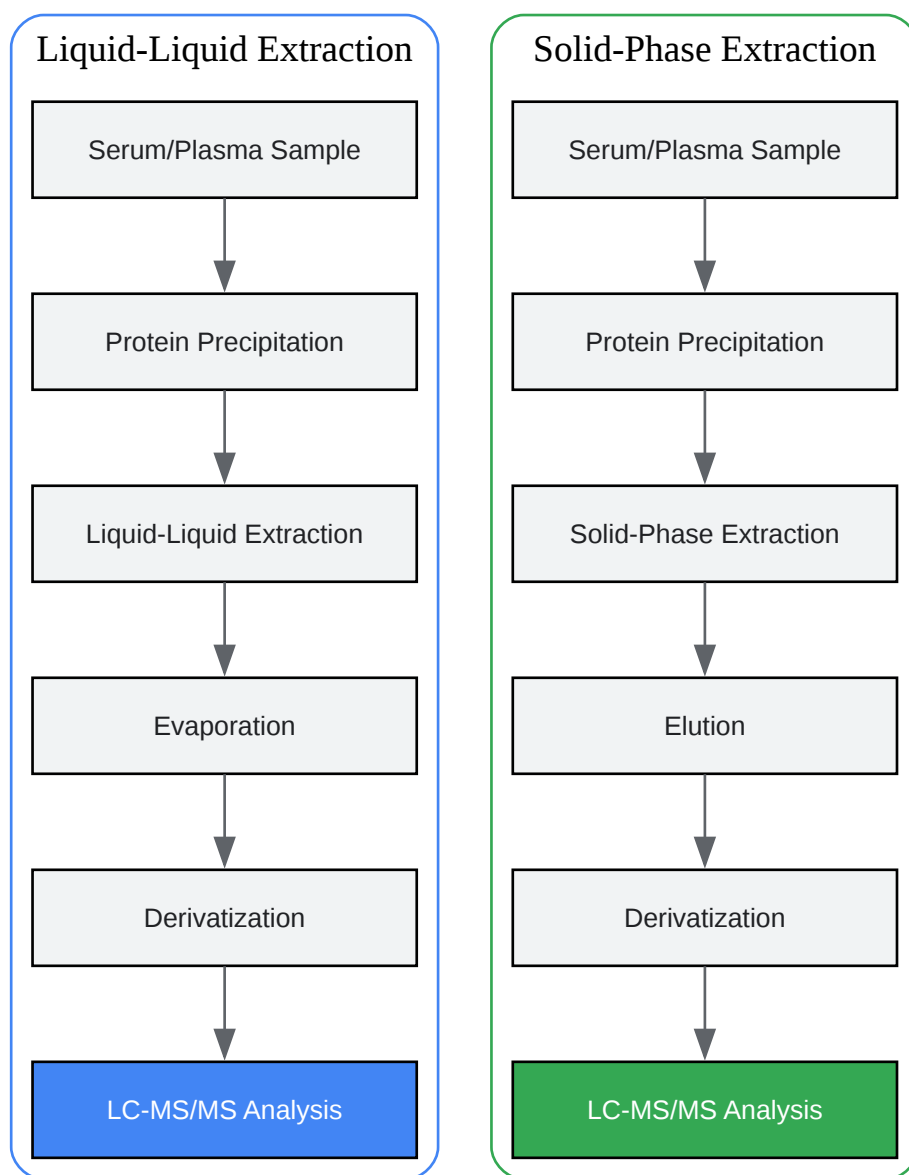 Liquid-Liquid Extraction
Serum/Plasma Sample
Protein Precipitation
Liquid-Liquid Extraction
Evaporation
Derivatization
LC-MS/MS Analysis
Solid-Phase Extraction
Serum/Plasma Sample
Protein Precipitation
Solid-Phase Extraction
Elution
Derivatization
LC-MS/MS Analysis